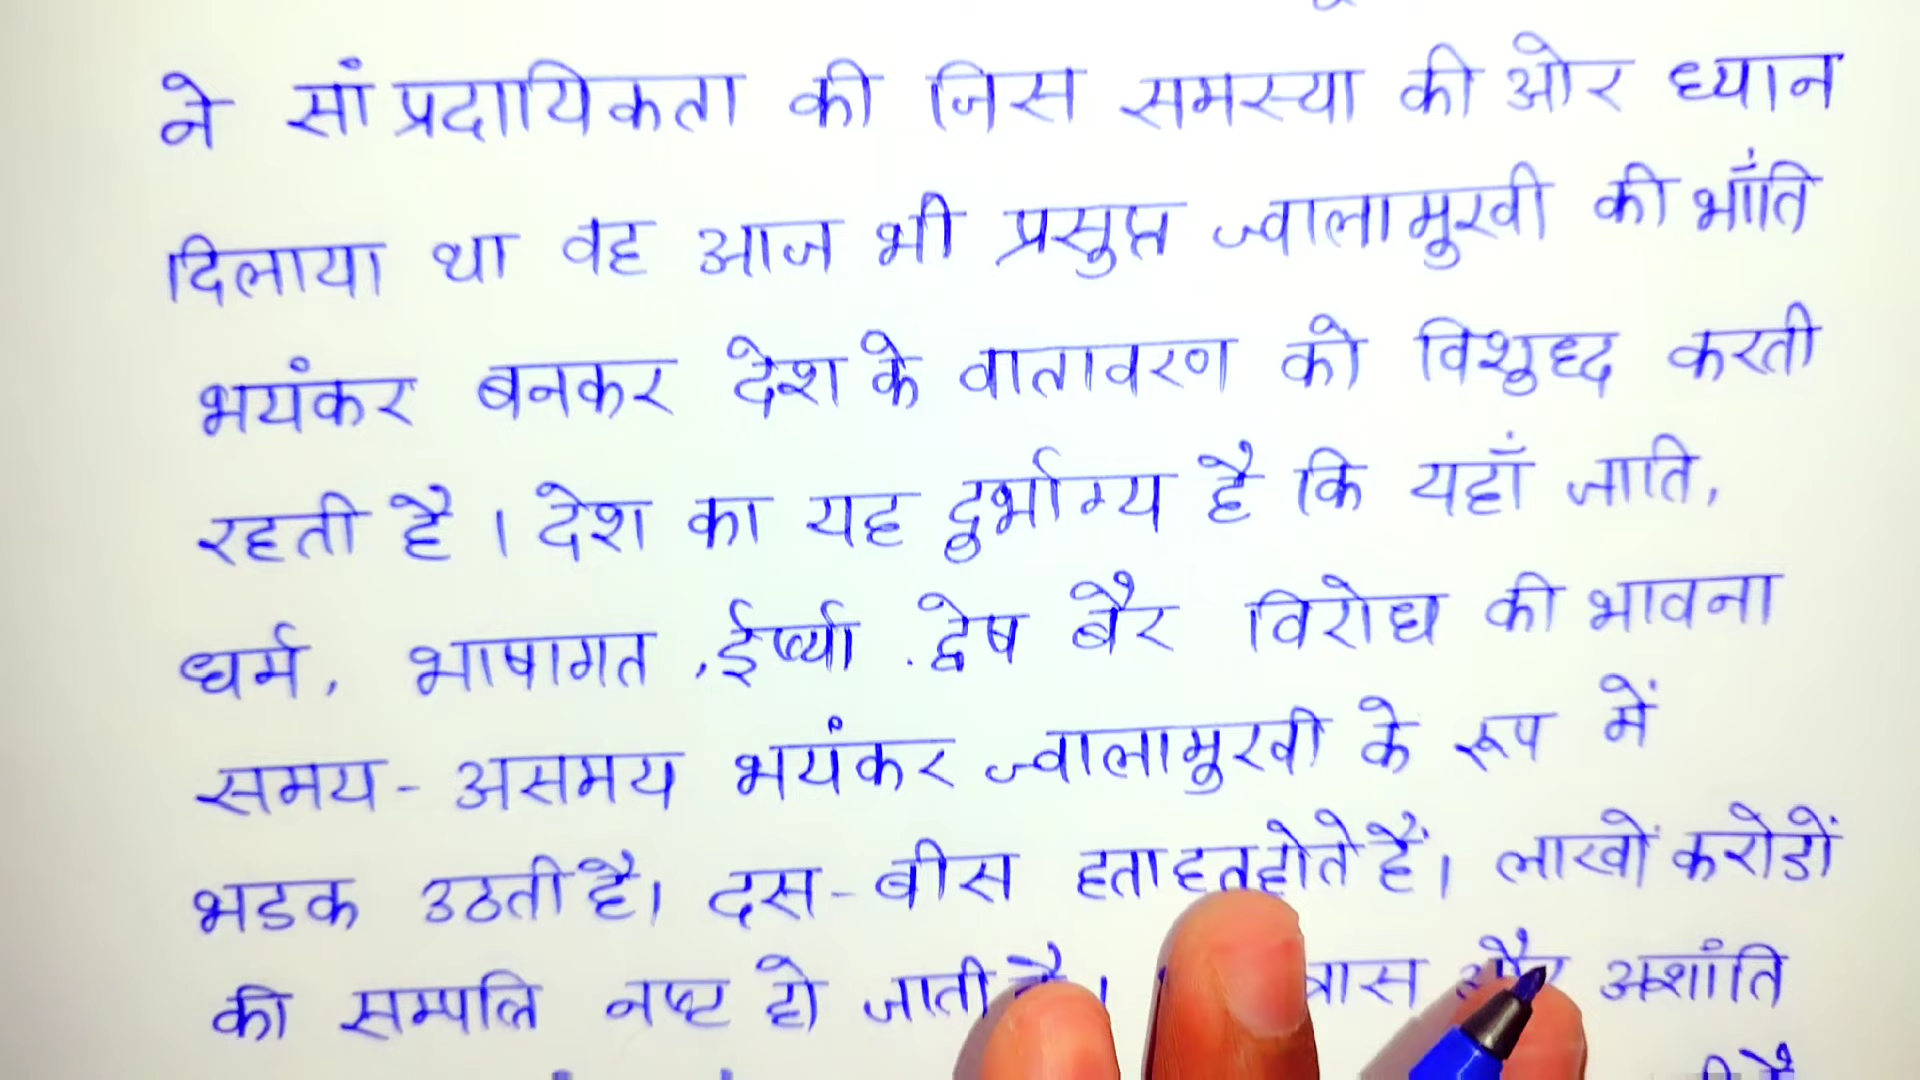 ने सांप्रदायिकता की जिस समस्या की ओर ध्यान
दिलाया था वह आज भी प्रसुप्त ज्वालामुखी की भाँति
भयंकर बनकर देश के वातावरण को विशुध्द करती
रहती है । देश का यह दुर्भाग्य है कि यहाँ जाति,
धर्म, भाषागत ,ईर्ष्या .द्वेष बैर विरोध की भावना
समय - असमय भयंकर ज्वालामुखी के रूप में
भडक उठती है। दस - बीस हताहत होते हैं। लाखों करोडों
की सम्पत्ति नष्ट हो जाती है। त्रास और अशांति